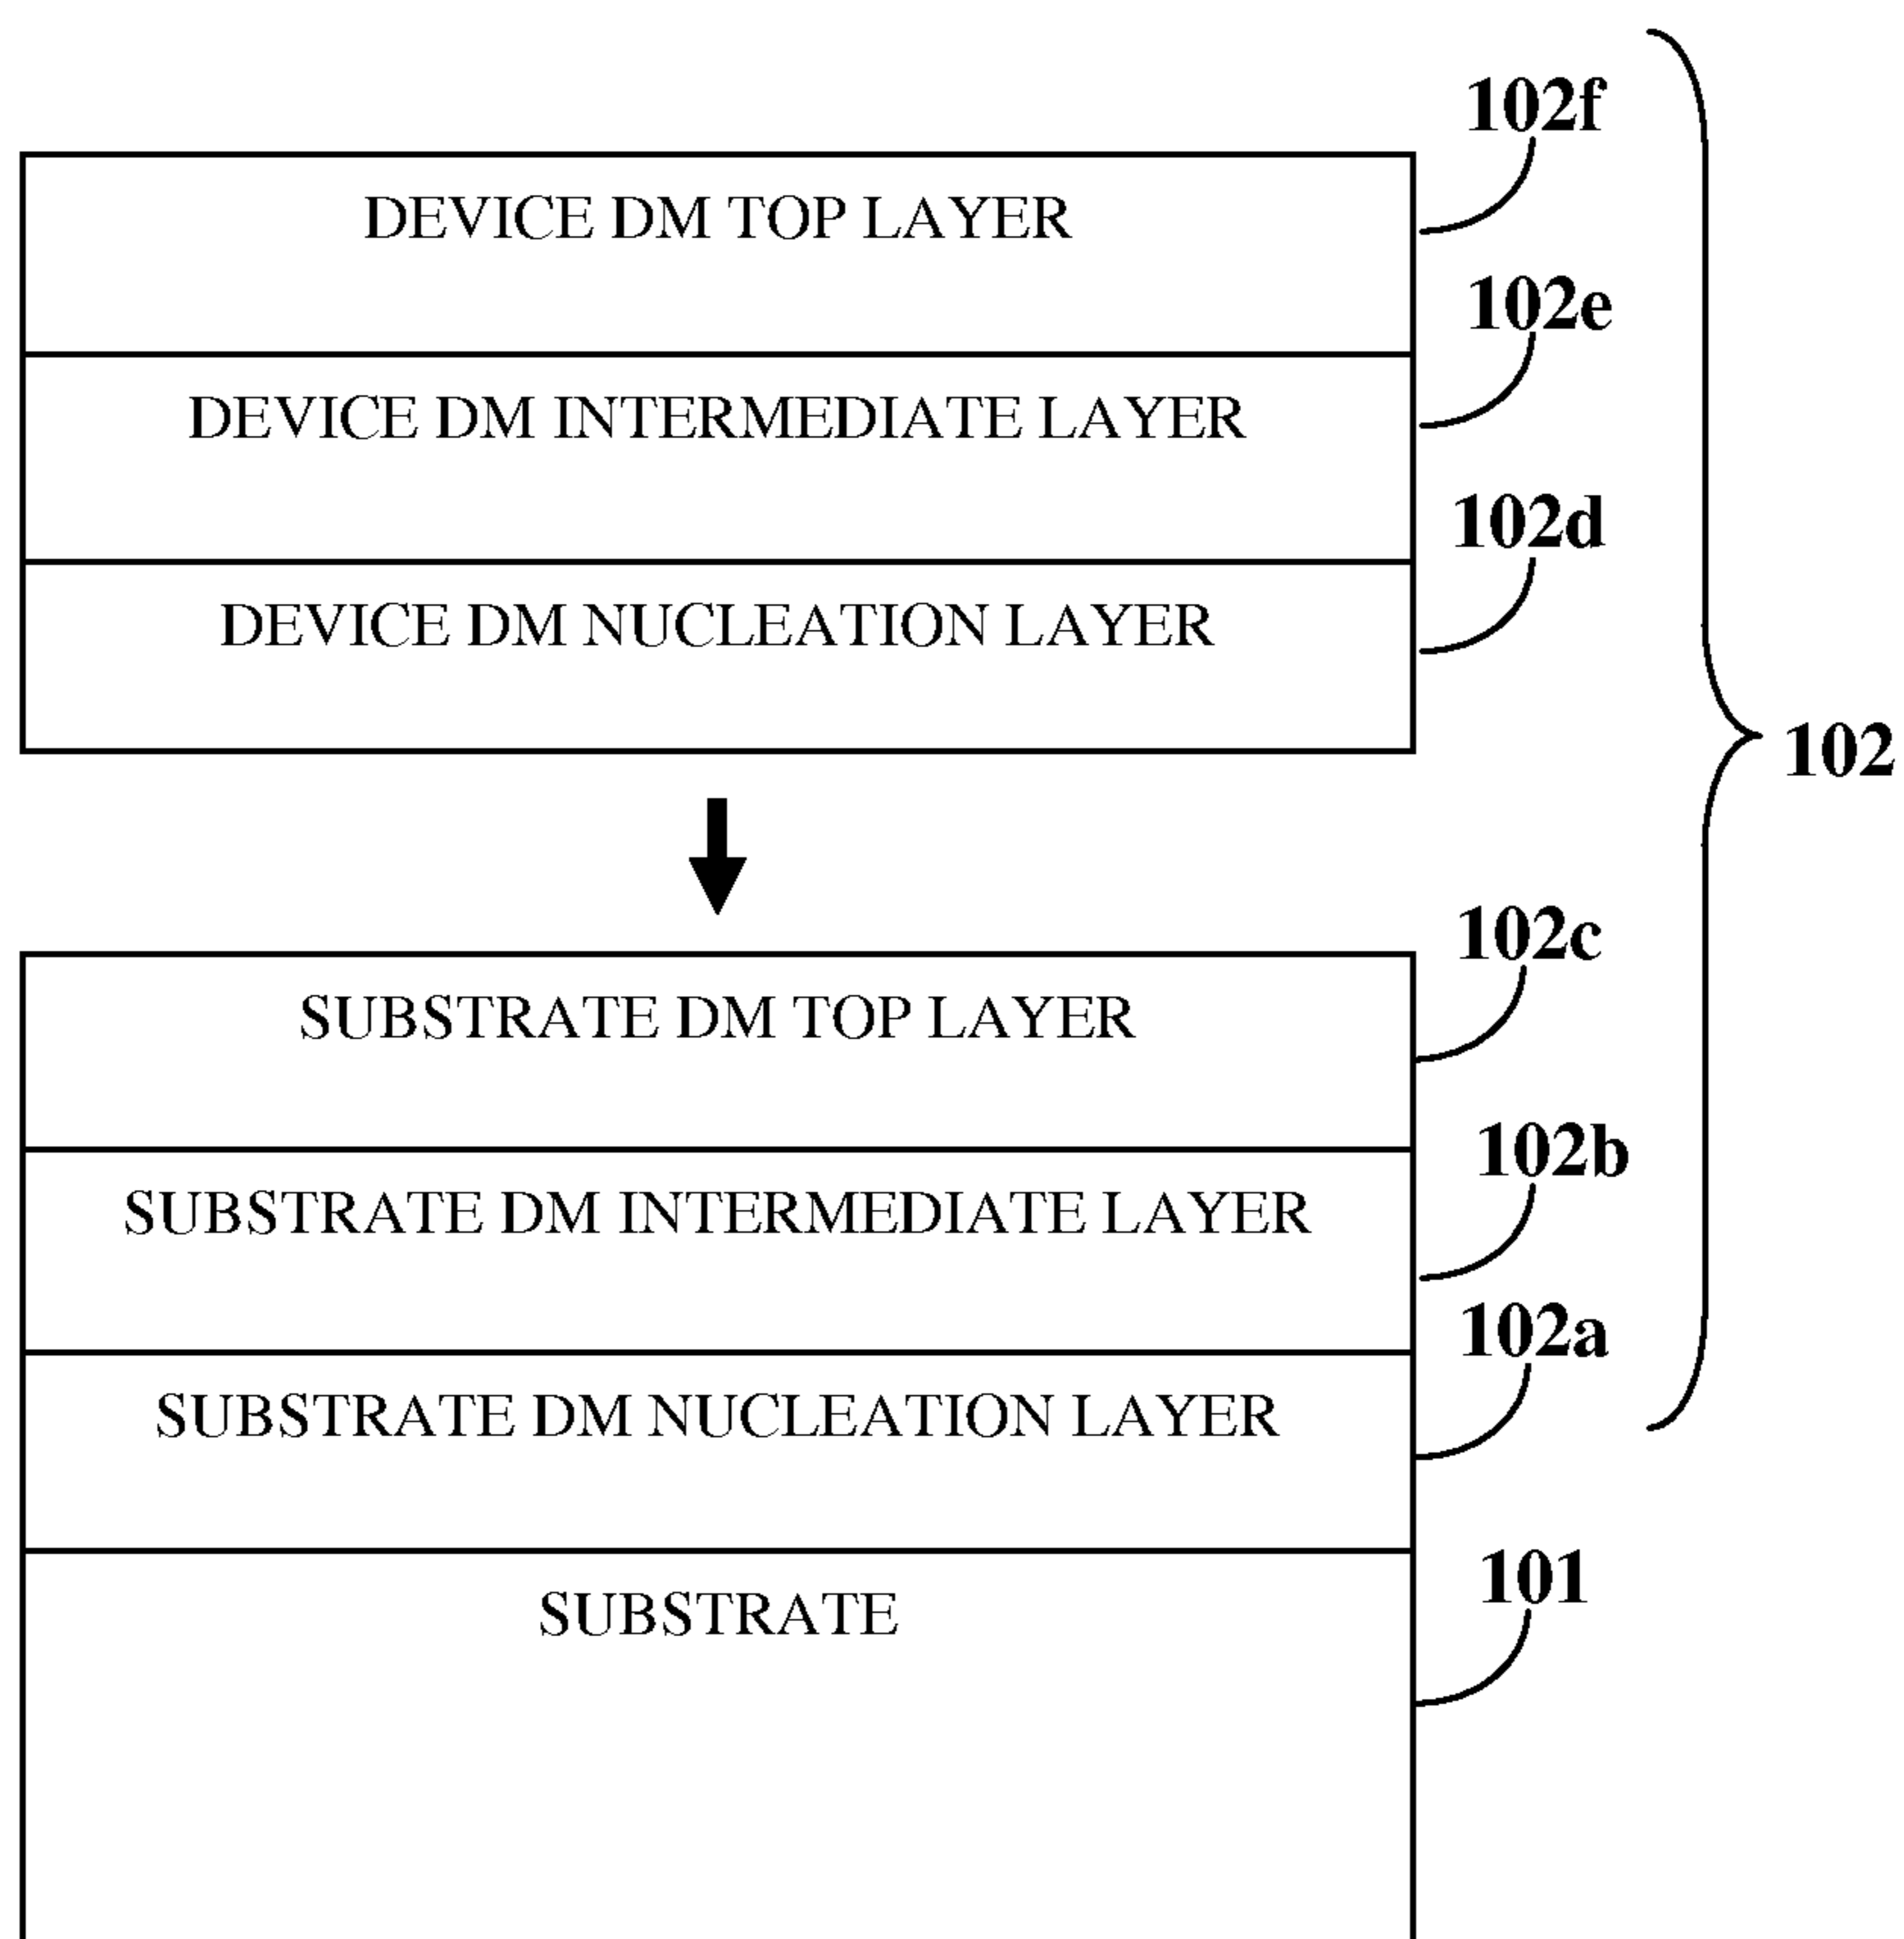 102f
DEVICE DM TOP LAYER
102e
DEVICE DM INTERMEDIATE LAYER
102d
DEVICE DM NUCLEATION LAYER
102
102c
SUBSTRATE DM TOP LAYER
102b
SUBSTRATE DM INTERMEDIATE LAYER
102a
SUBSTRATE DM NUCLEATION LAYER
101
SUBSTRATE